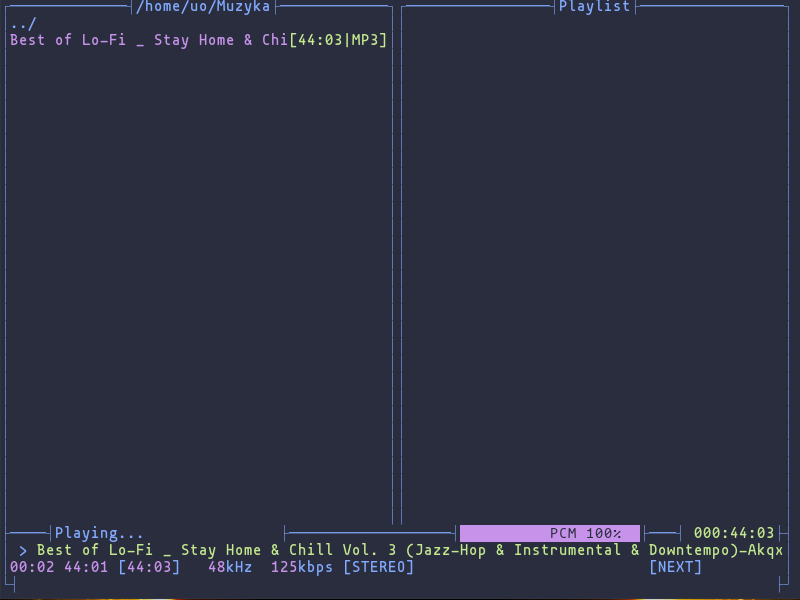 /home/uo/Muzyka
Playlist
../
Best of Lo-Fi _ Stay Home & Chi[44:03|MP3]
Playing...
PCM 100%
000:44:03
> Best of Lo-Fi _ Stay Home & Chill Vol. 3 (Jazz-Hop & Instrumental & Downtempo)-Akqx
00:02 44:01 [44:03] 48kHz 125kbps [STEREO] [NEXT]